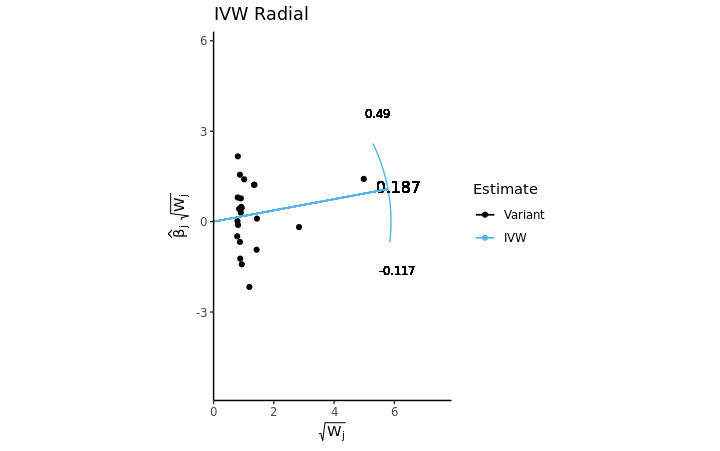 IVW Radial
6
3
0
-3
β̂j √Wj
0.49
0.187
-0.117
0 2 4 6
√Wj
Estimate
Variant
IVW